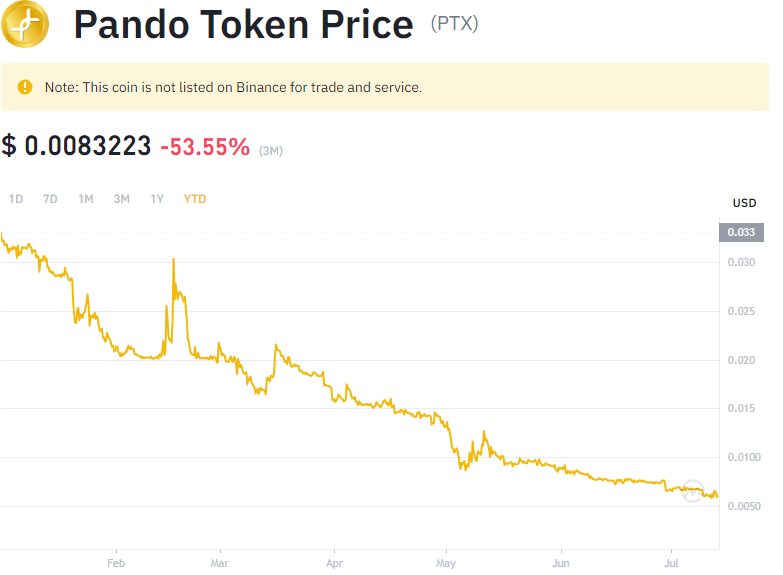 Pando Token Price (PTX)
Note: This coin is not listed on Binance for trade and service.
$ 0.0083223 -53.55% (3M)
1D 7D 1M 3M 1Y YTD
USD
0.033
0.030
0.025
0.020
0.015
0.0100
0.0050
Feb Mar Apr May Jun Jul